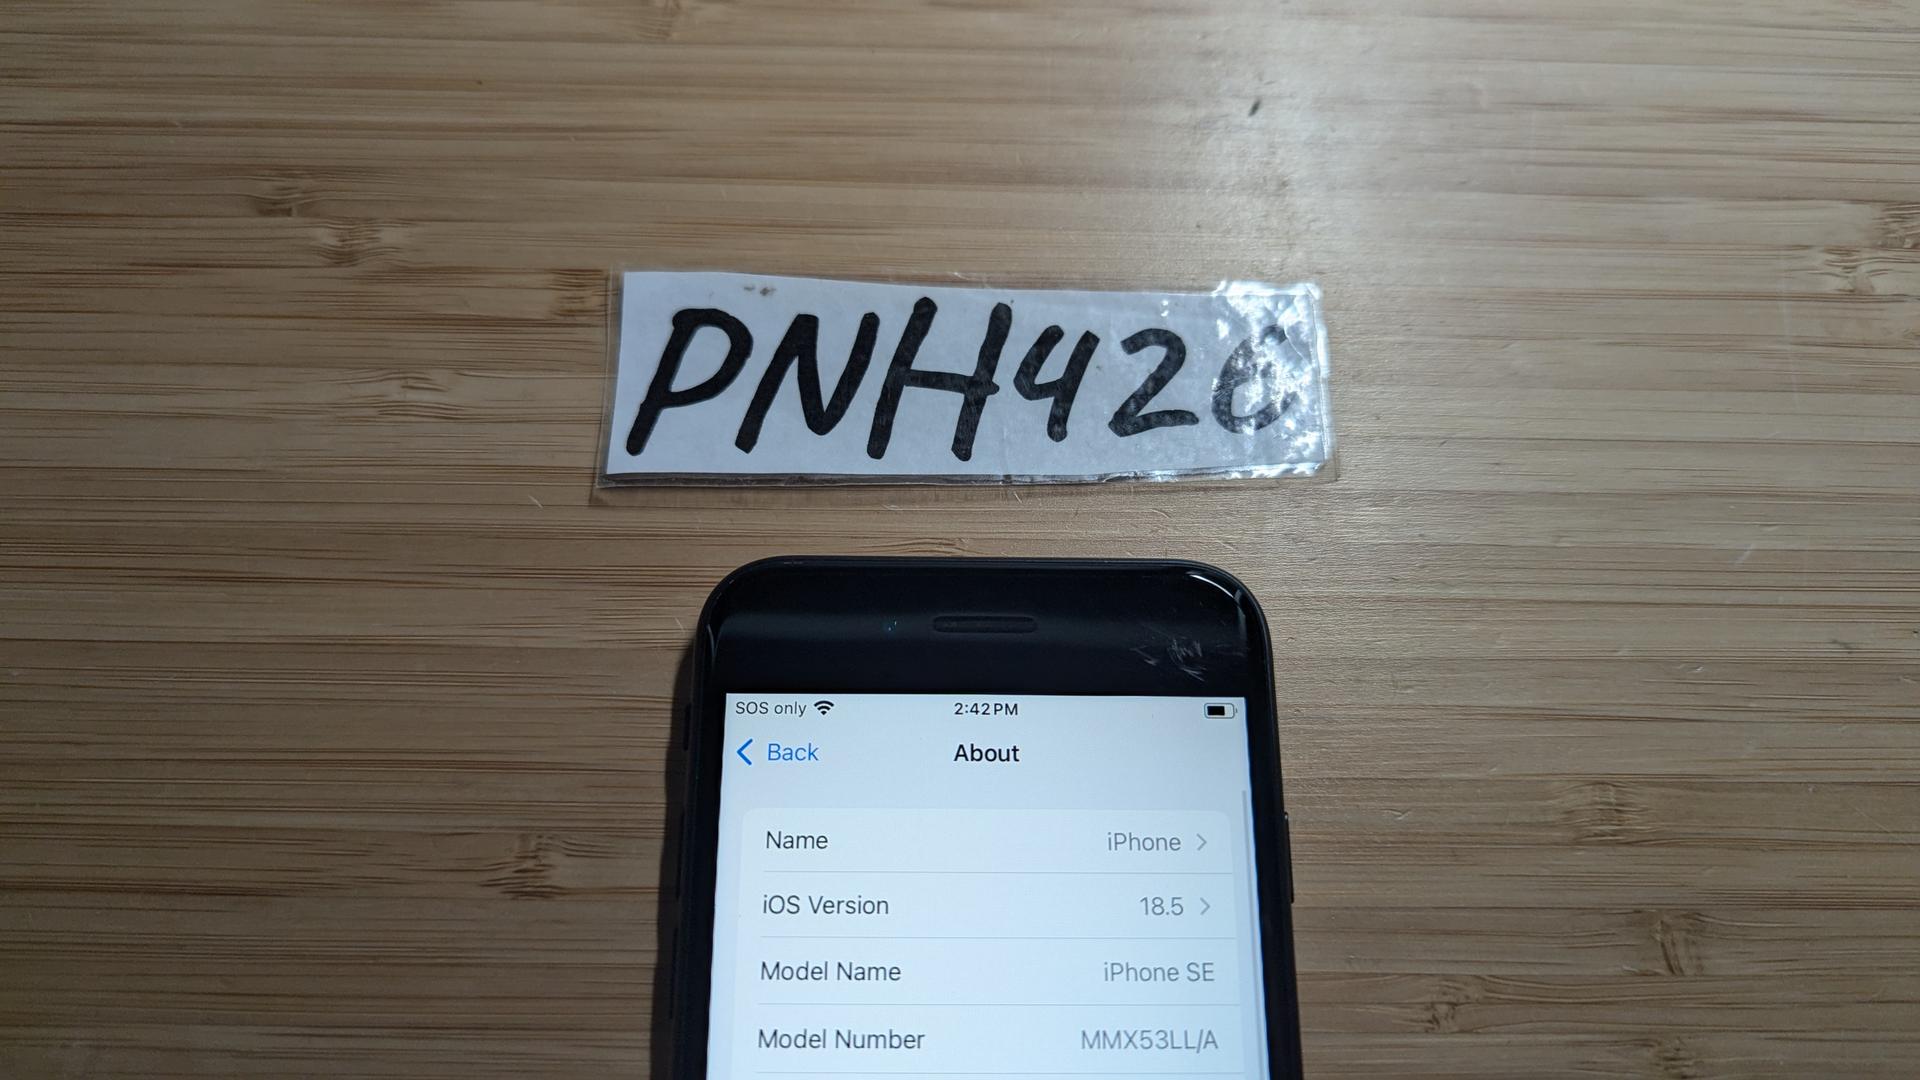 PNH420
SOS only 2:42 PM
Back About
Name iPhone
iOS Version 18.5
Model Name iPhone SE
Model Number MMX53LL/A